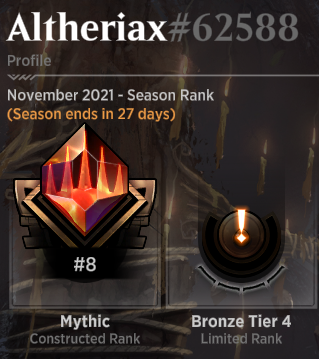 Altheriax#62588
Profile
November 2021 - Season Rank
(Season ends in 27 days)
#8
Mythic
Constructed Rank
Bronze Tier 4
Limited Rank